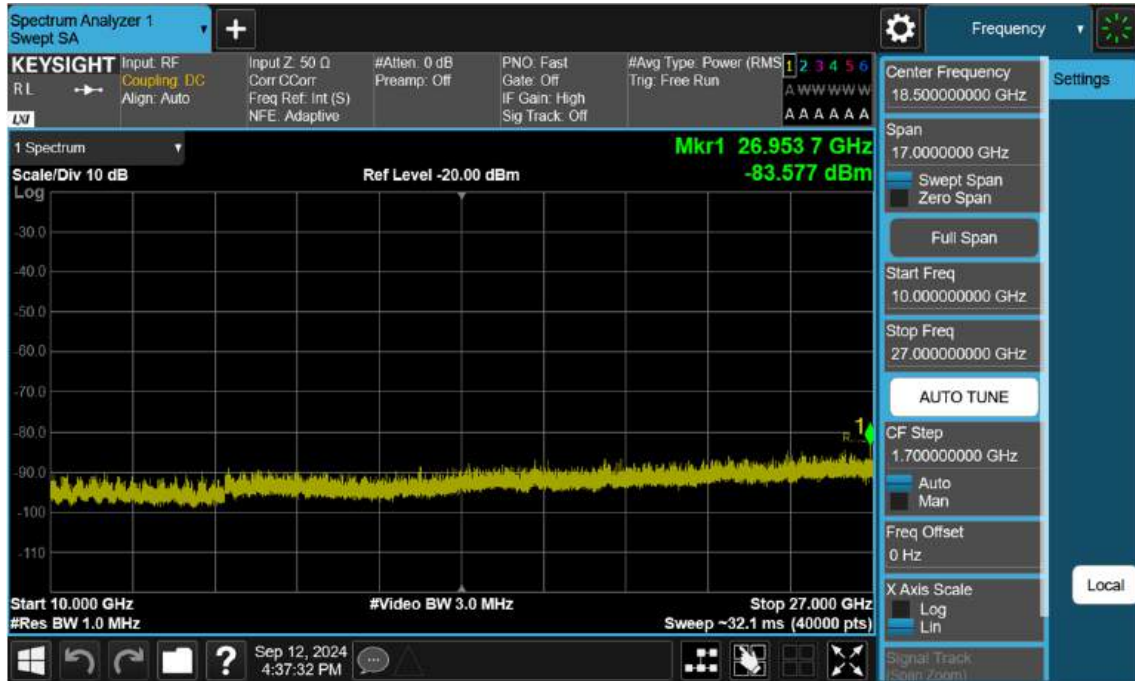 Spectrum Analyzer 1
Swept SA
Frequency
KEYSIGHT
RL
LXI
Input: RF
Coupling: DC
Align: Auto
Input Z: 50 Ω
Corr CCorr
Freq Ref: Int (S)
NFE: Adaptive
#Atten: 0 dB
Preamp: Off
PNO: Fast
Gate: Off
IF Gain: High
Sig Track: Off
#Avg Type: Power (RMS
Trig: Free Run
1 2 3 4 5 6
A W W W W W
A A A A A A
1 Spectrum
Scale/Div 10 dB
Ref Level -20.00 dBm
Mkr1 26.953 7 GHz
-83.577 dBm
Log
-30.0
-40.0
-50.0
-60.0
-70.0
-80.0
-90.0
-100
-110
1
Start 10.000 GHz
#Video BW 3.0 MHz
Stop 27.000 GHz
#Res BW 1.0 MHz
Sweep ~32.1 ms (40000 pts)
?
Sep 12, 2024
4:37:32 PM
Center Frequency
18.500000000 GHz
Span
17.0000000 GHz
Swept Span
Zero Span
Full Span
Start Freq
10.000000000 GHz
Stop Freq
27.000000000 GHz
AUTO TUNE
CF Step
1.700000000 GHz
Auto
Man
Freq Offset
0 Hz
X Axis Scale
Log
Lin
Signal Track
(Span Zoom)
Settings
Local